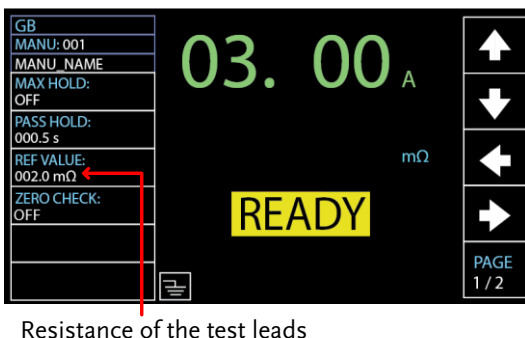 GB
MANU: 001
MANU_NAME
MAX HOLD:
OFF
PASS HOLD:
000.5 s
REF VALUE:
002.0 mΩ
ZERO CHECK:
OFF
03. 00 A
mΩ
READY
PAGE
1 / 2
Resistance of the test leads